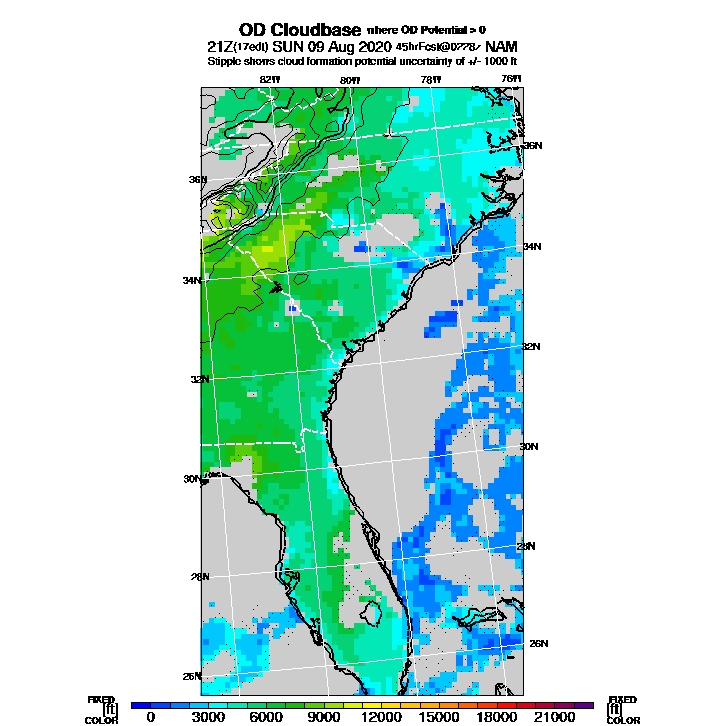 OD Cloudbase where OD Potential > 0
21Z(17edt) SUN 09 Aug 2020 45hrFcst@0778z NAM
Stipple shows cloud formation potential uncertainty of +/- 1000 ft
82W 80W 78W 76W
36N
36N
34N
34N
32N
32N
30N
30N
28N
28N
26N
26N
FIXED FIXED
[ft] [ft]
COLOR 0 3000 6000 9000 12000 15000 18000 21000 COLOR